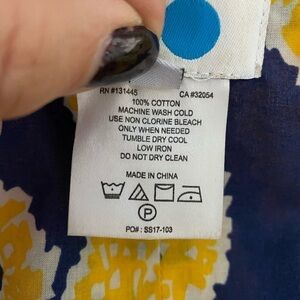 RN #131445 CA #32054
100% COTTON
MACHINE WASH COLD
USE NON CLORINE BLEACH
ONLY WHEN NEEDED
TUMBLE DRY COOL
LOW IRON
DO NOT DRY CLEAN
MADE IN CHINA
P
PO#: SS17-103